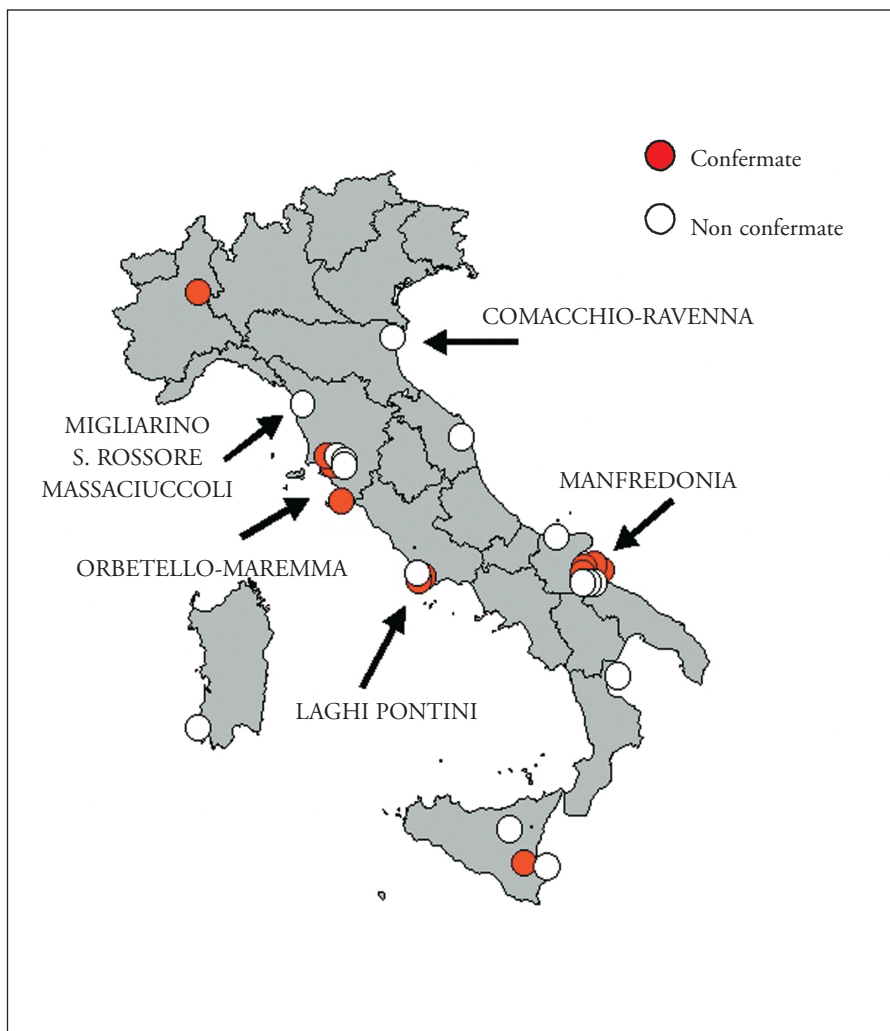 Confermate
Non confermate
COMACCHIO-RAVENNA
MIGLIARINO
S. ROSSORE
MASSACIUCCOLI
MANFREDONIA
ORBETELLO-MAREMMA
LAGHI PONTINI